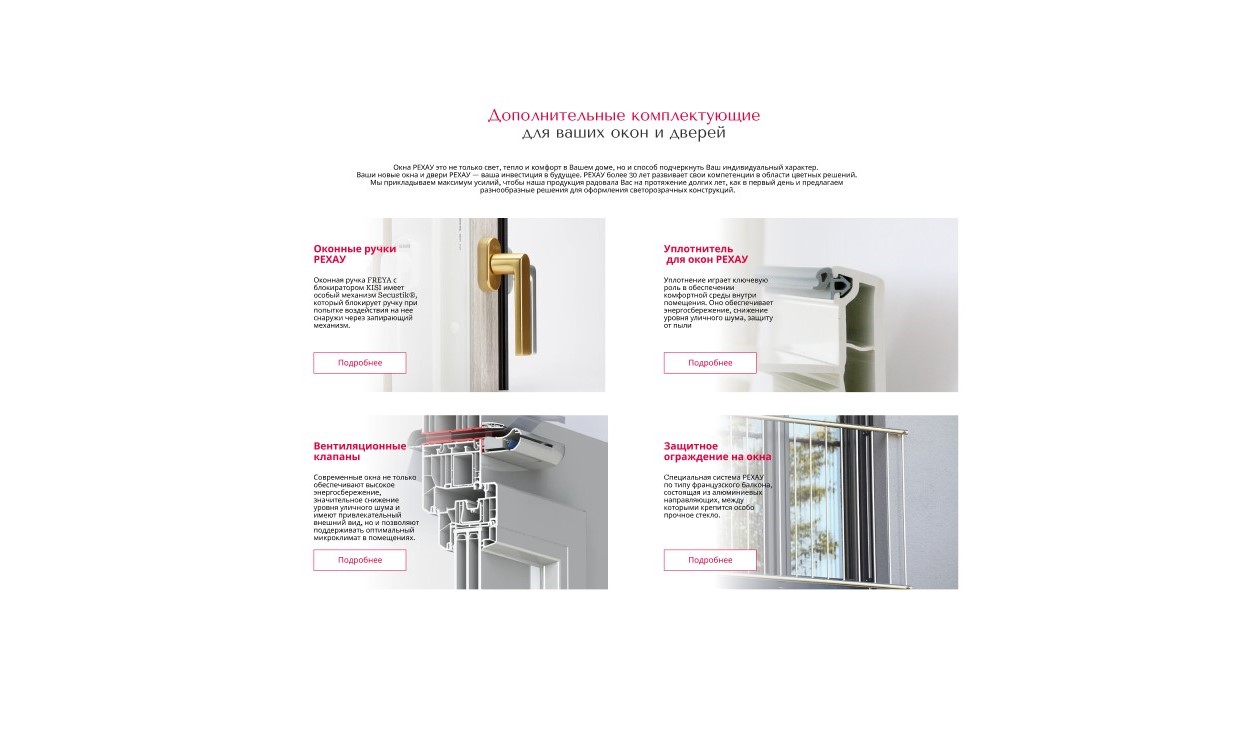 Дополнительные комплектующие
для ваших окон и дверей
Окна РЕХАУ это не только свет, тепло и комфорт в Вашем доме, но и способ подчеркнуть Ваш индивидуальный характер.
Ваши новые окна и двери РЕХАУ — ваша инвестиция в будущее. РЕХАУ более 30 лет развивает свои компетенции в области цветных решений.
Мы прикладываем максимум усилий, чтобы наша продукция радовала Вас на протяжение долгих лет, как в первый день и предлагаем
разнообразные решения для оформления светорозрачных конструкций.
Оконные ручки
РЕХАУ
Оконная ручка FREYA с
блокиратором KISI имеет
особый механизм Secustik®,
который блокирует ручку при
попытке воздействия на нее
снаружи через запирающий
механизм.
Подробнее
Уплотнитель
для окон РЕХАУ
Уплотнение играет ключевую
роль в обеспечении
комфортной среды внутри
помещения. Оно обеспечивает
энергосбережение, снижение
уровня уличного шума, защиту
от пыли
Подробнее
Вентиляционные
клапаны
Современные окна не только
обеспечивают высокое
энергосбережение,
значительное снижение
уровня уличного шума и
имеют привлекательный
внешний вид, но и позволяют
поддерживать оптимальный
микроклимат в помещениях.
Подробнее
Защитное
ограждение на окна
Специальная система РЕХАУ
по типу французского балкона,
состоящая из алюминиевых
направляющих, между
которыми крепится особо
прочное стекло.
Подробнее